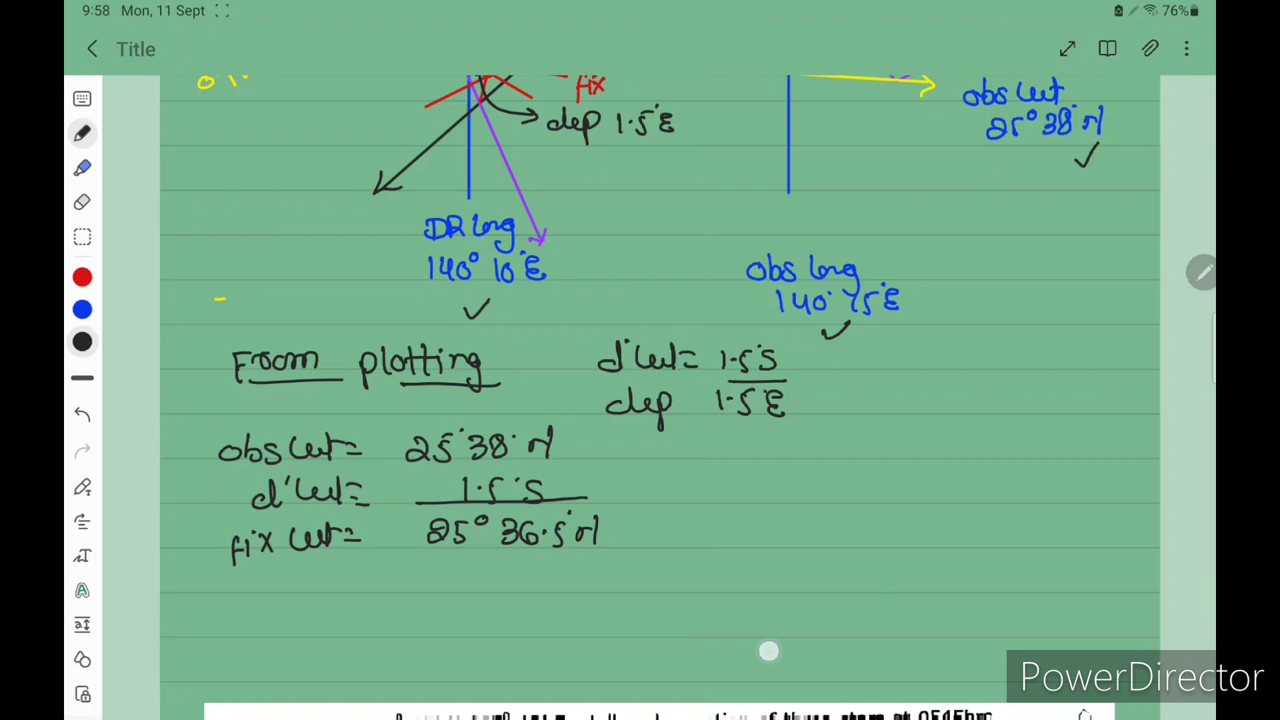 9:58 Mon, 11 Sept
76%
Title
fix
dep 1.5'E
obs lat
25° 38' N
DR long
140° 10'E
obs long
From plotting
d'lat= 1.5'S
dep 1.5'E
obs lat= 25° 38' N
d'lat= 1.5'S
fix lat= 25° 36.5' N
PowerDirector